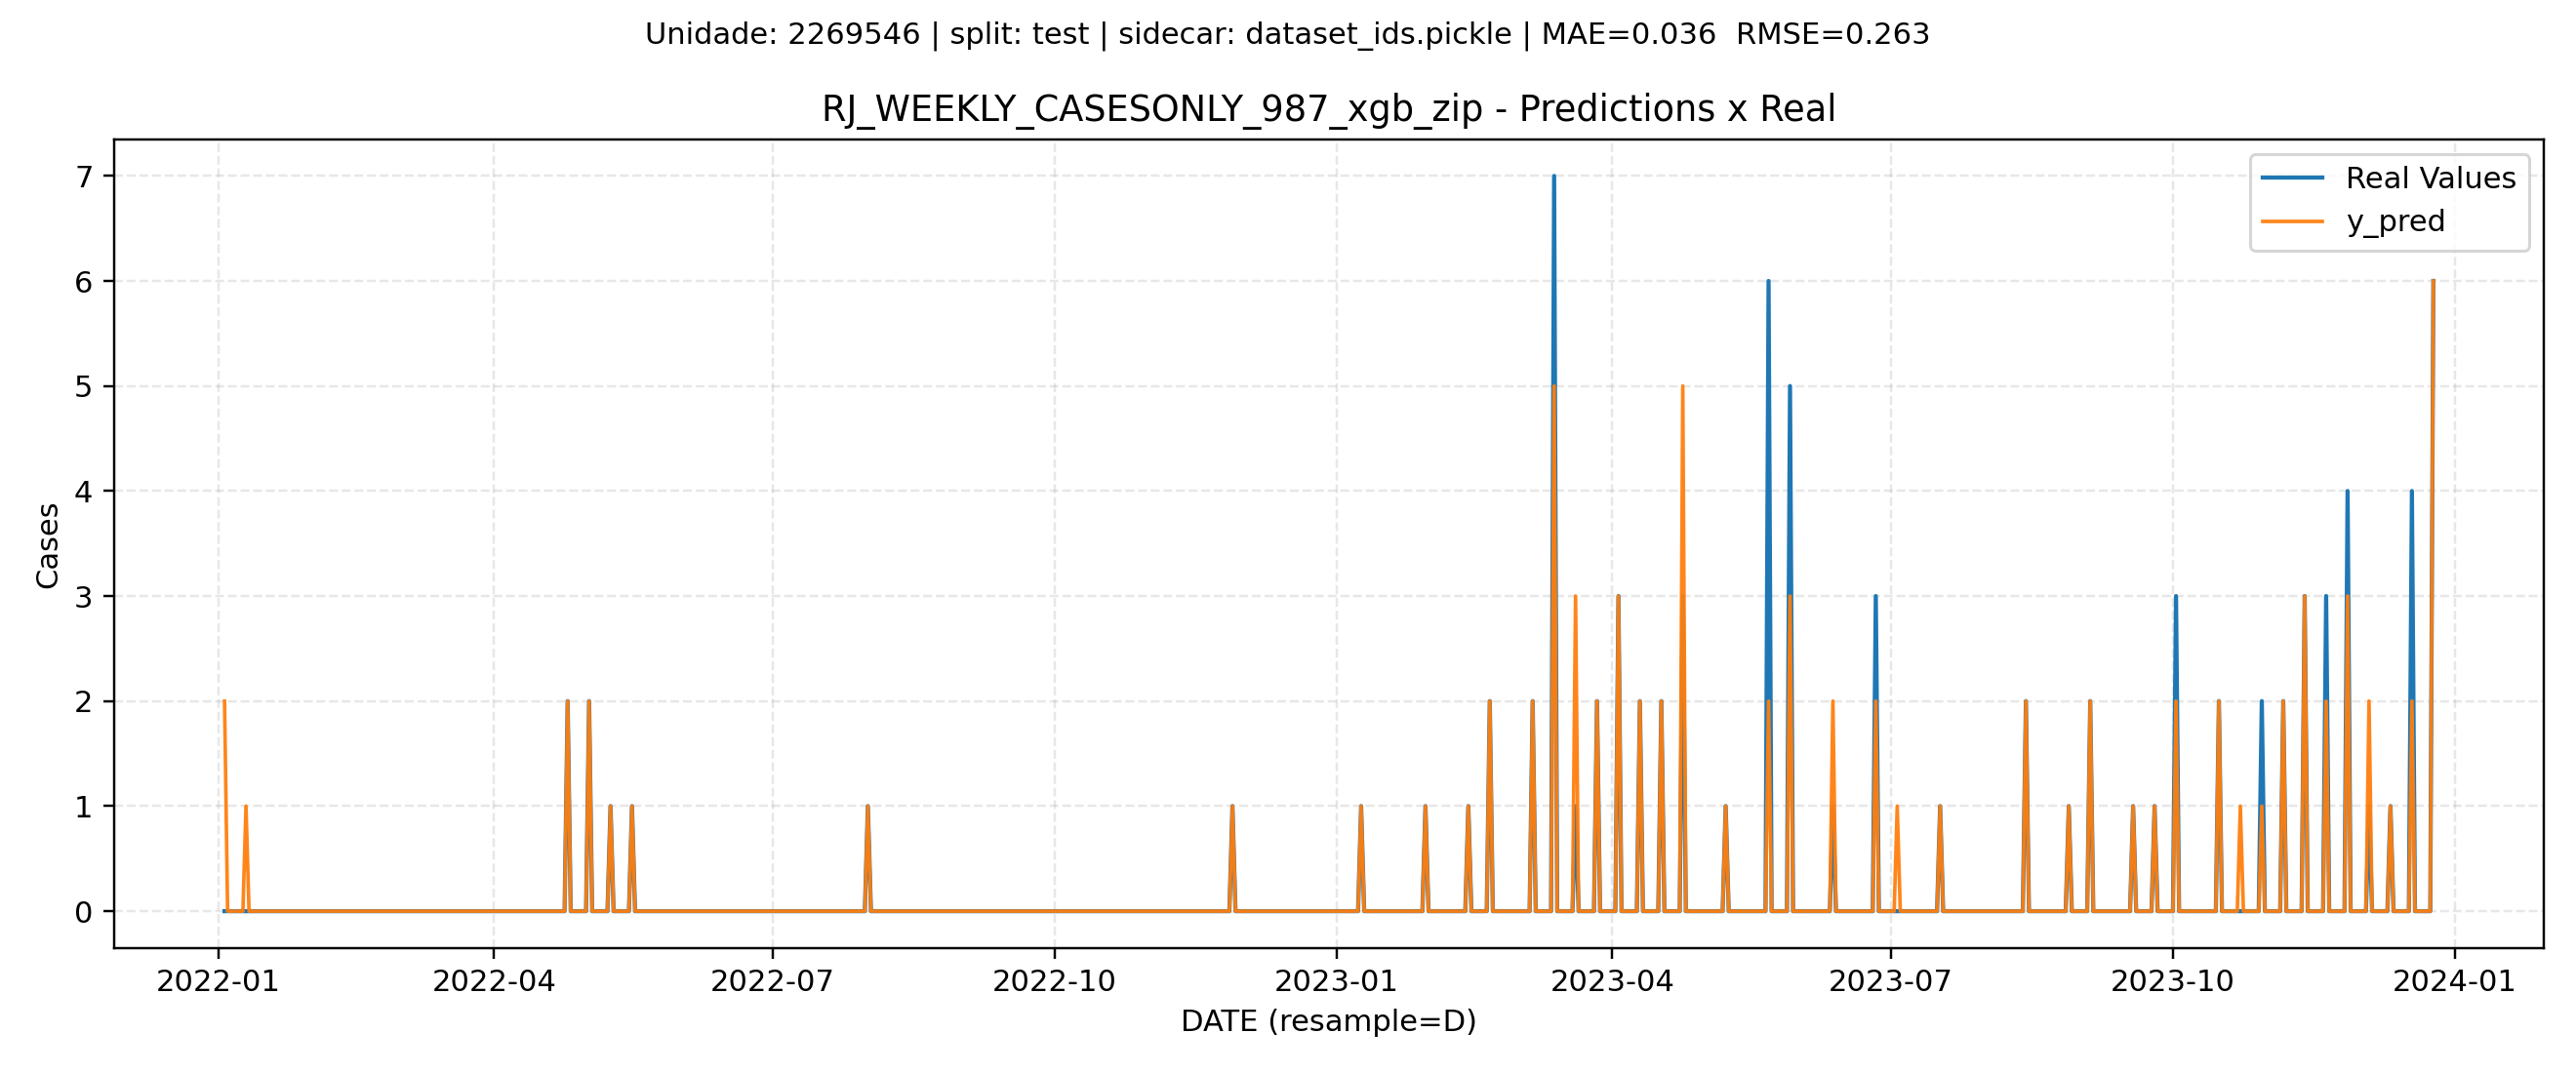 Unidade: 2269546 | split: test | sidecar: dataset_ids.pickle | MAE=0.036  RMSE=0.263
RJ_WEEKLY_CASESONLY_987_xgb_zip - Predictions x Real
Real Values
y_pred
7
6
5
4
3
2
1
0
Cases
2022-01 2022-04 2022-07 2022-10 2023-01 2023-04 2023-07 2023-10 2024-01
DATE (resample=D)